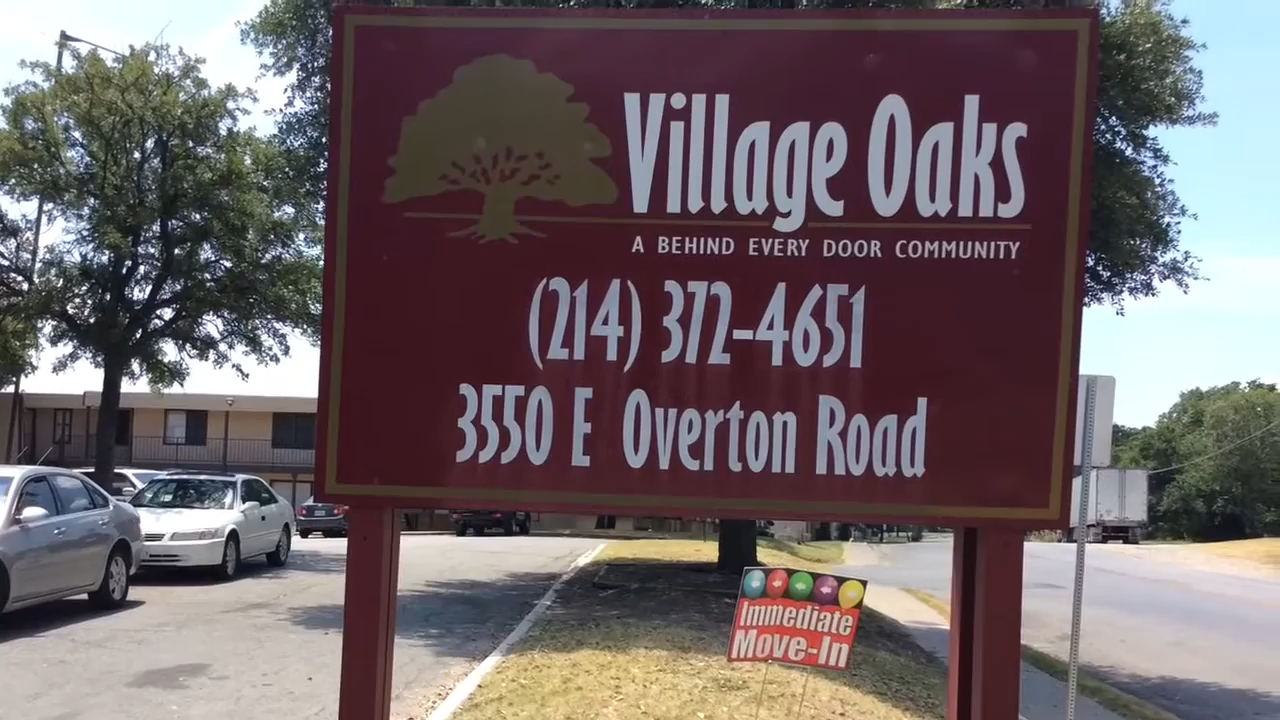 Village Oaks
A BEHIND EVERY DOOR COMMUNITY
(214) 372-4651
3550 E Overton Road
Immediate
Move-In